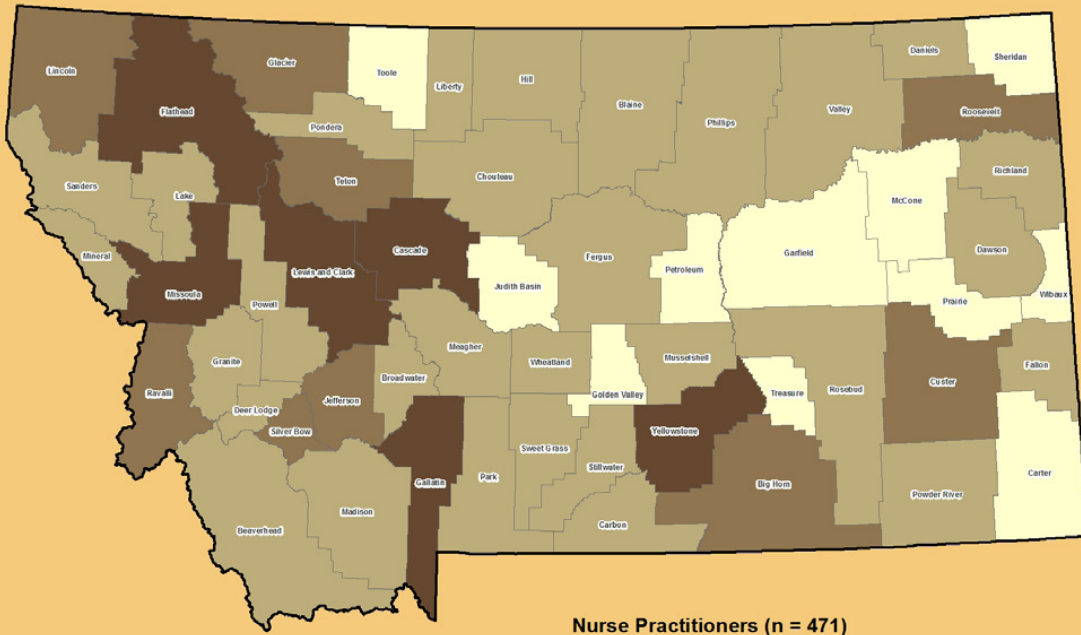 Lincoln
Flathead
Glacier
Toole
Liberty
Hill
Blaine
Phillips
Valley
Daniels
Sheridan
Roosevelt
Pondera
Teton
Chouteau
Richland
McCone
Sanders
Lake
Mineral
Missoula
Powell
Lewis and Clark
Cascade
Judith Basin
Fergus
Petroleum
Garfield
Dawson
Prairie
Wibaux
Ravalli
Granite
Deer Lodge
Silver Bow
Jefferson
Broadwater
Meagher
Wheatland
Golden Valley
Musselshell
Treasure
Rosebud
Custer
Fallon
Beaverhead
Madison
Gallatin
Park
Sweet Grass
Stillwater
Yellowstone
Carbon
Big Horn
Powder River
Carter
Nurse Practitioners (n = 471)